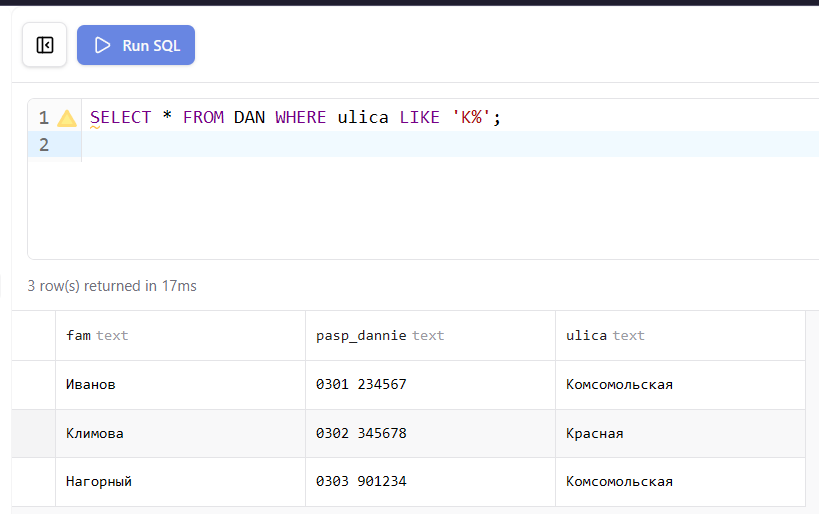 Run SQL
1 SELECT * FROM DAN WHERE ulica LIKE 'К%';
2
3 row(s) returned in 17ms
fam text pasp_dannie text ulica text
Иванов 0301 234567 Комсомольская
Климова 0302 345678 Красная
Нагорный 0303 901234 Комсомольская